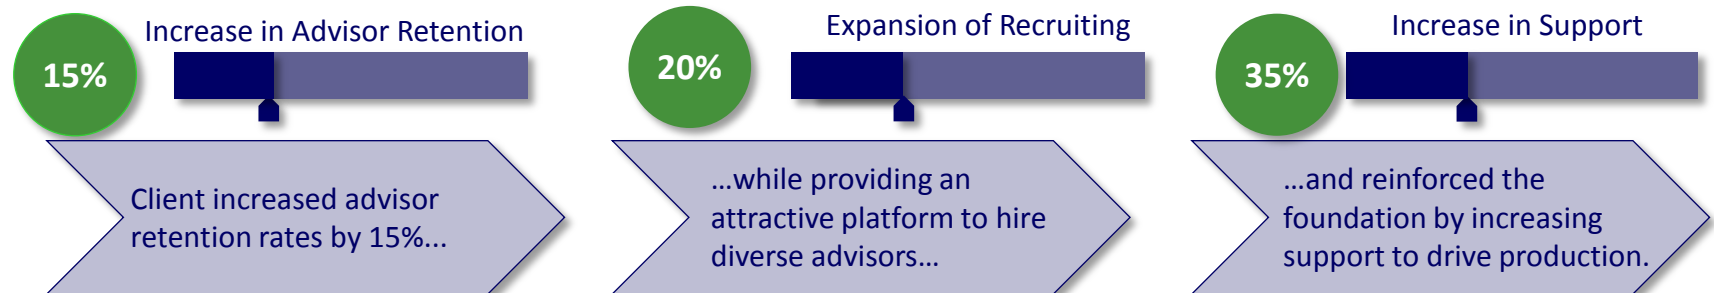 15%
Increase in Advisor Retention
Client increased advisor
retention rates by 15%...
20%
Expansion of Recruiting
...while providing an
attractive platform to hire
diverse advisors...
35%
Increase in Support
...and reinforced the
foundation by increasing
support to drive production.